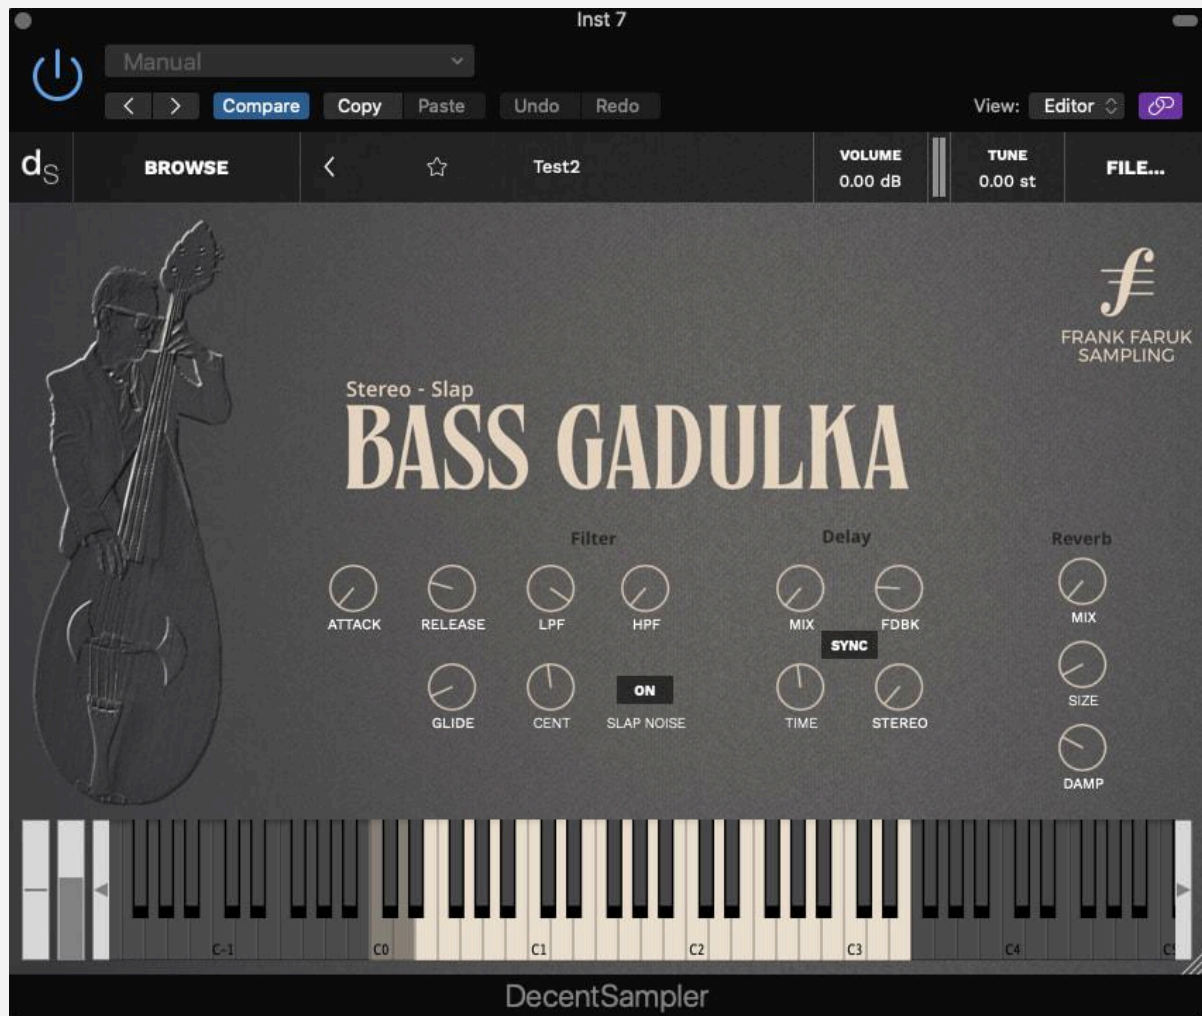 Inst 7
Manual
Compare Copy Paste Undo Redo View: Editor
ds BROWSE Test2 VOLUME 0.00 dB TUNE 0.00 st FILE...
FRANK FARUK
SAMPLING
Stereo - Slap
BASS GADULKA
Filter Delay Reverb
ATTACK RELEASE LPF HPF MIX FDBK MIX
SYNC
ON
GLIDE CENT SLAP NOISE TIME STEREO SIZE
DAMP
C-1 C0 C1 C2 C3 C4
DecentSampler